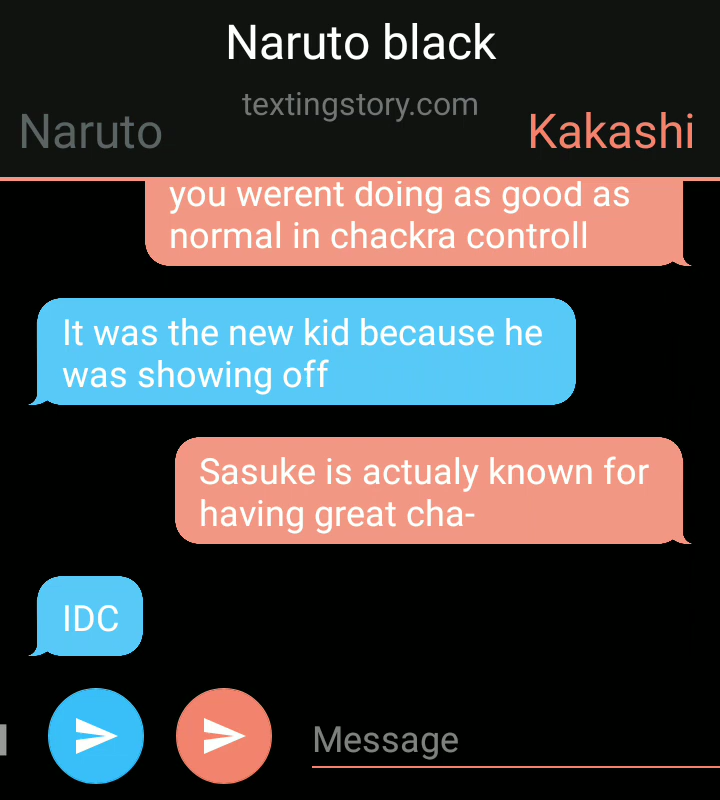 Naruto black
textingstory.com
Naruto
Kakashi
you werent doing as good as
normal in chackra controll
It was the new kid because he
was showing off
Sasuke is actualy known for
having great cha-
IDC
Message